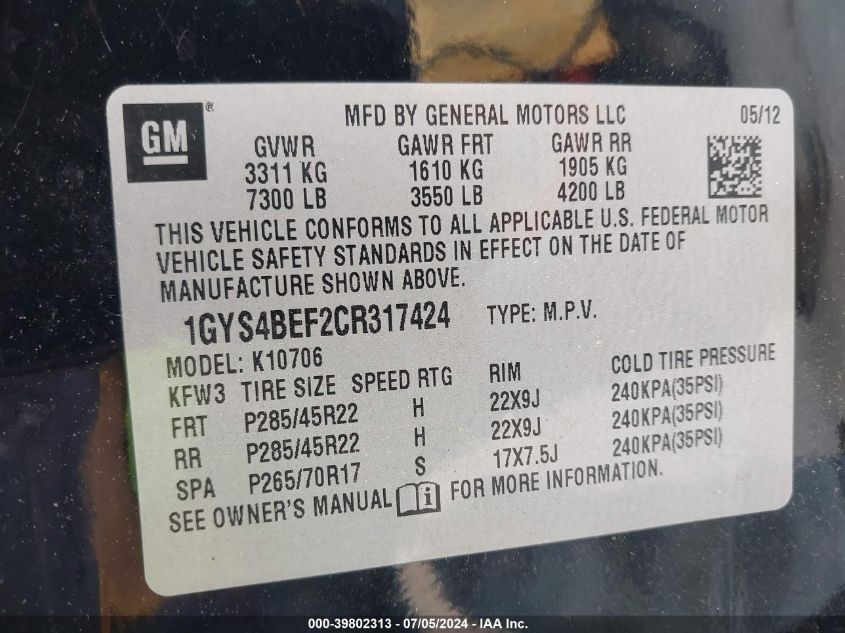 GM ®
MFD BY GENERAL MOTORS LLC 05/12
GVWR GAWR FRT GAWR RR
3311 KG 1610 KG 1905 KG
7300 LB 3550 LB 4200 LB
THIS VEHICLE CONFORMS TO ALL APPLICABLE U.S. FEDERAL MOTOR
VEHICLE SAFETY STANDARDS IN EFFECT ON THE DATE OF
MANUFACTURE SHOWN ABOVE.
1GYS4BEF2CR317424 TYPE: M.P.V.
MODEL: K10706
KFW3 TIRE SIZE SPEED RTG RIM COLD TIRE PRESSURE
FRT P285/45R22 H 22X9J 240KPA(35PSI)
RR P285/45R22 H 22X9J 240KPA(35PSI)
SPA P265/70R17 S 17X7.5J 240KPA(35PSI)
SEE OWNER'S MANUAL i FOR MORE INFORMATION.
000-39802313 - 07/05/2024 - IAA Inc.